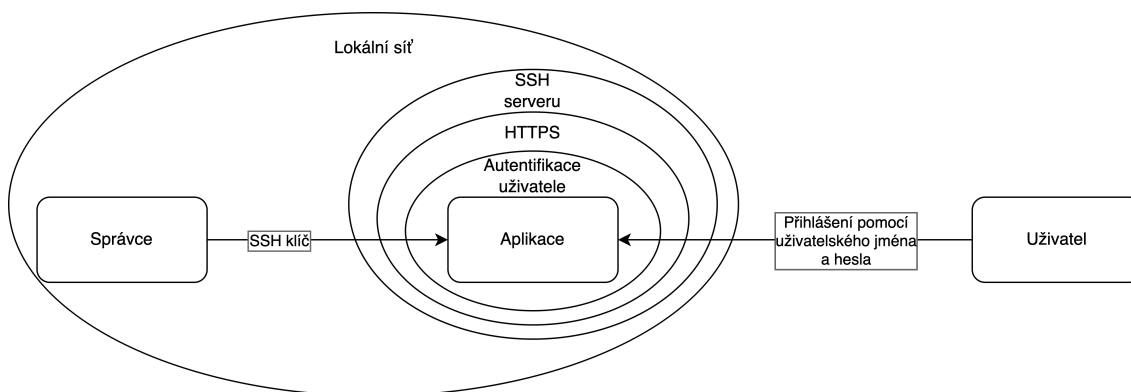 Lokální síť
SSH
serveru
HTTPS
Autentifikace
uživatele
Správce
SSH klíč
Aplikace
Přihlášení pomocí
uživatelského jména
a hesla
Uživatel